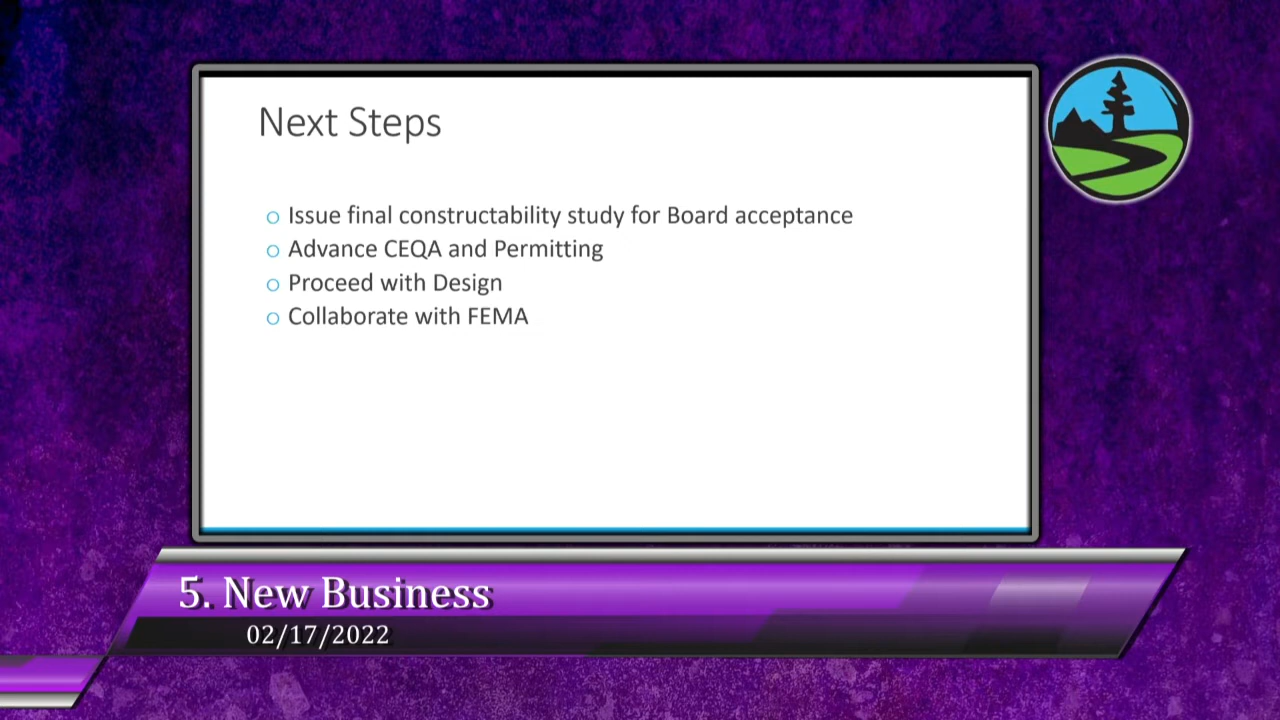 Next Steps
Issue final constructability study for Board acceptance
Advance CEQA and Permitting
Proceed with Design
Collaborate with FEMA
5. New Business
02/17/2022